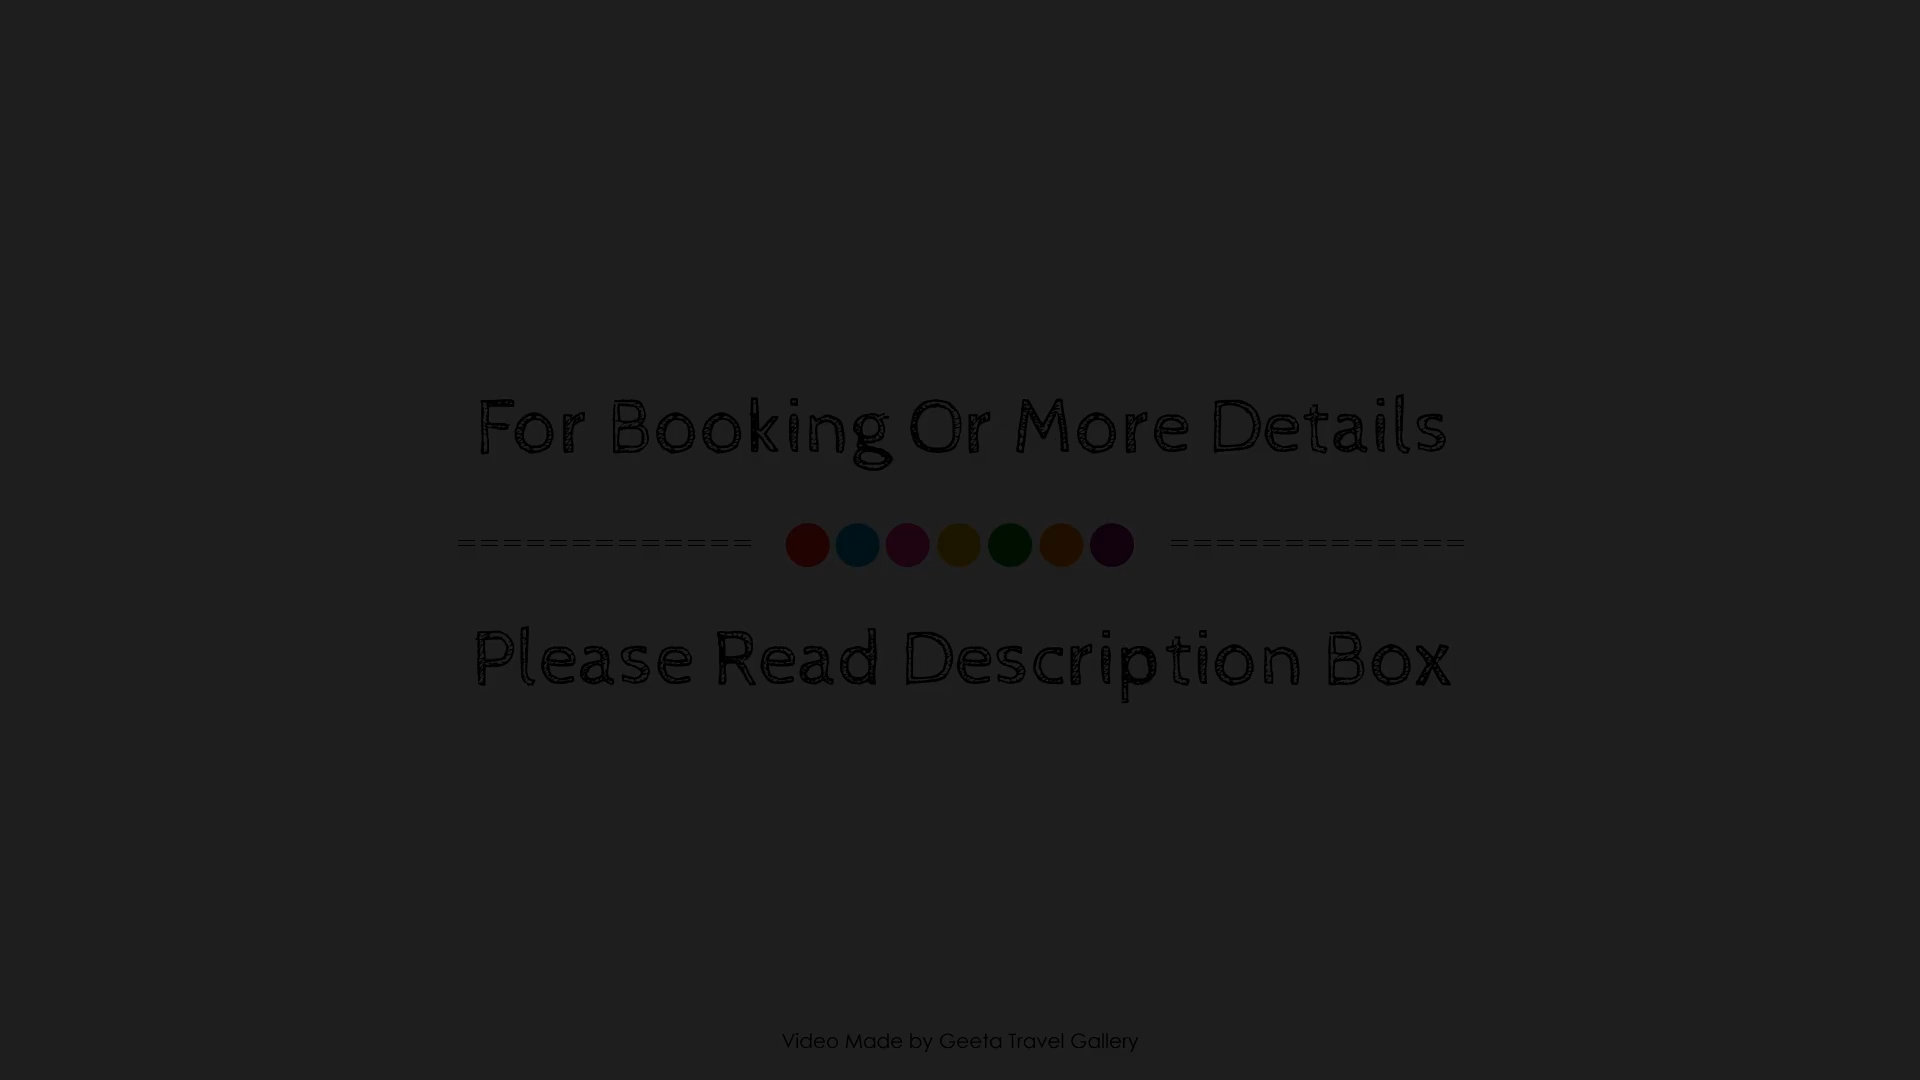 For Booking Or More Details
============= =============
Please Read Description Box
Video Made by Geeta Travel Gallery